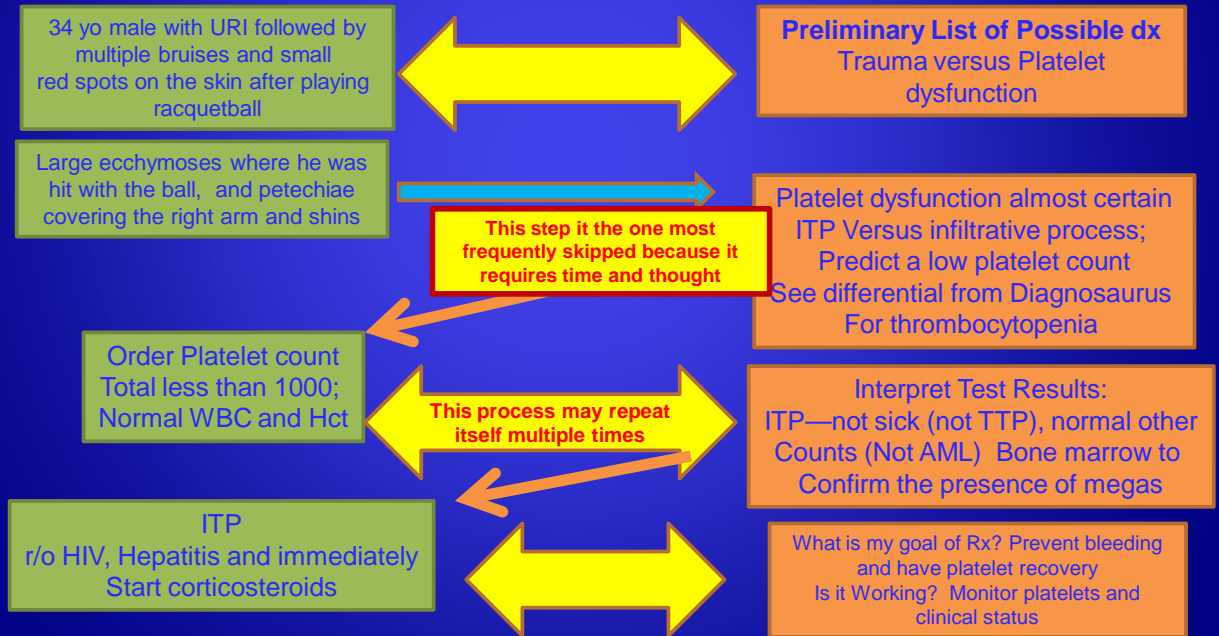 34 yo male with URI followed by
multiple bruises and small
red spots on the skin after playing
racquetball
Preliminary List of Possible dx
Trauma versus Platelet
dysfunction
Large ecchymoses where he was
hit with the ball, and petechiae
covering the right arm and shins
This step it the one most
frequently skipped because it
requires time and thought
Platelet dysfunction almost certain
ITP Versus infiltrative process;
Predict a low platelet count
See differential from Diagnosaurus
For thrombocytopenia
Order Platelet count
Total less than 1000;
Normal WBC and Hct
This process may repeat
itself multiple times
Interpret Test Results:
ITP—not sick (not TTP), normal other
Counts (Not AML) Bone marrow to
Confirm the presence of megas
ITP
r/o HIV, Hepatitis and immediately
Start corticosteroids
What is my goal of Rx? Prevent bleeding
and have platelet recovery
Is it Working? Monitor platelets and
clinical status